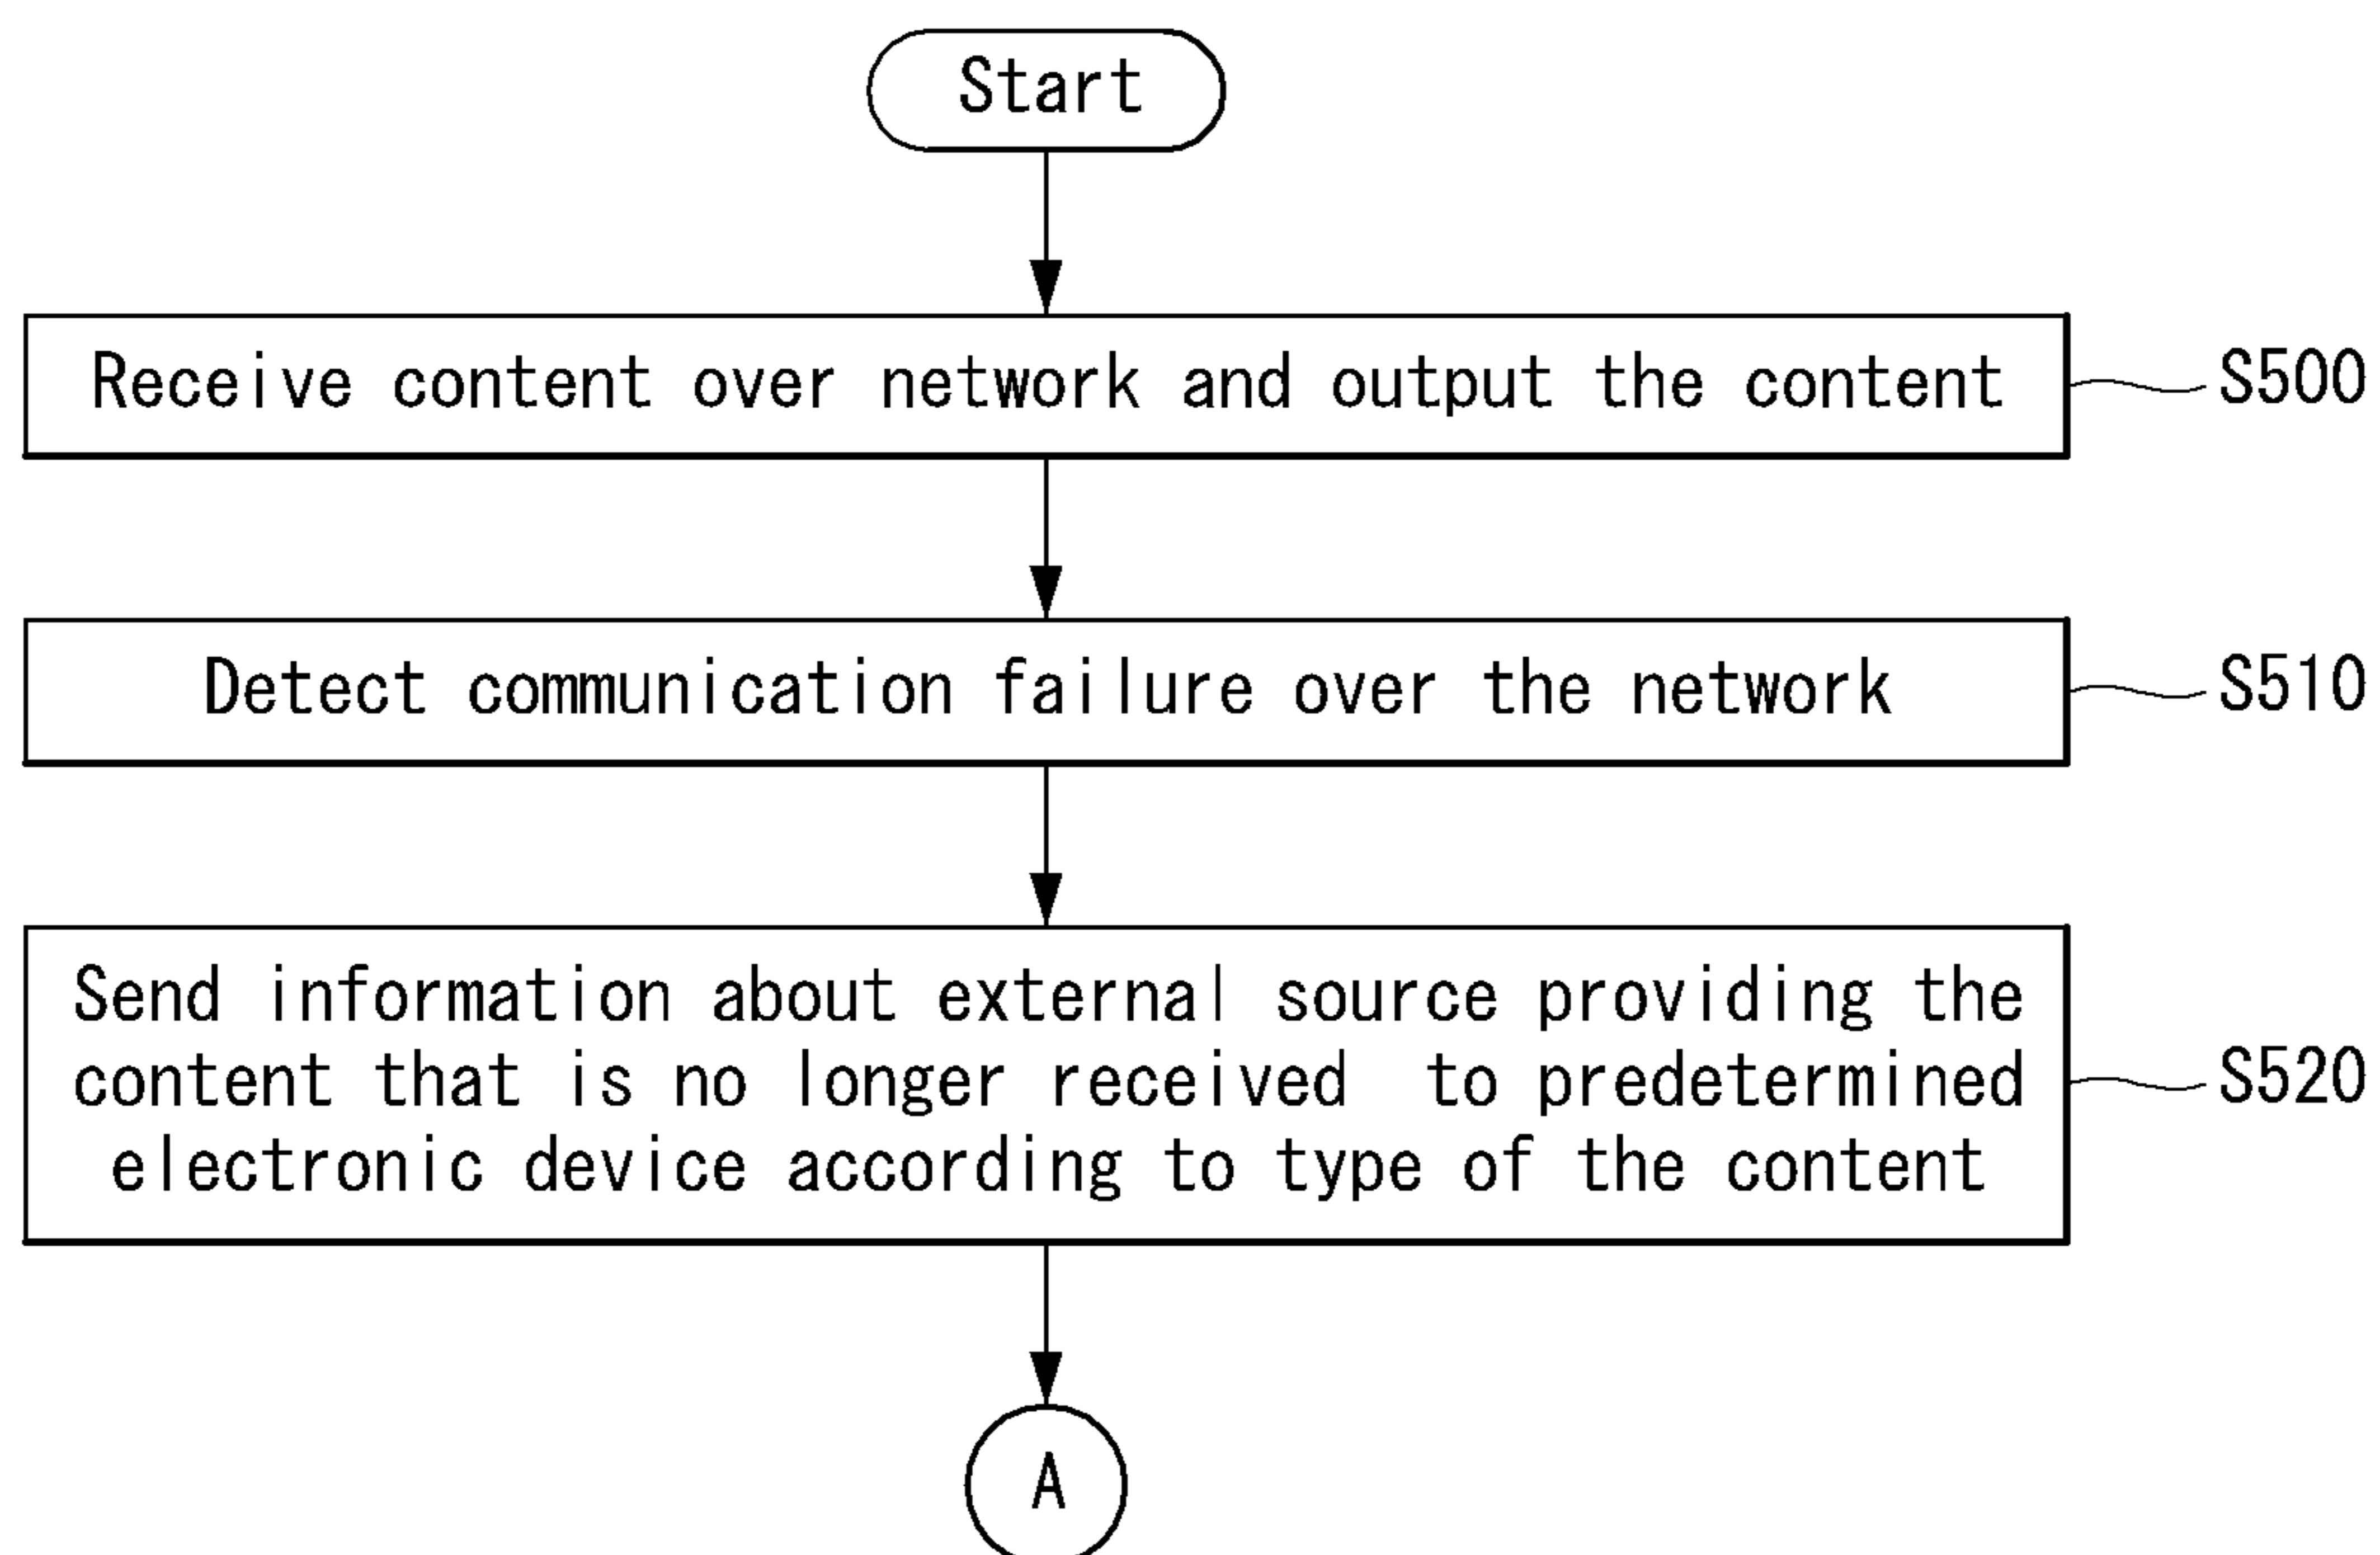 Start
Receive content over network and output the content
S500
Detect communication failure over the network
S510
Send information about external source providing the
content that is no longer received to predetermined
S520
electronic device according to type of the content
A